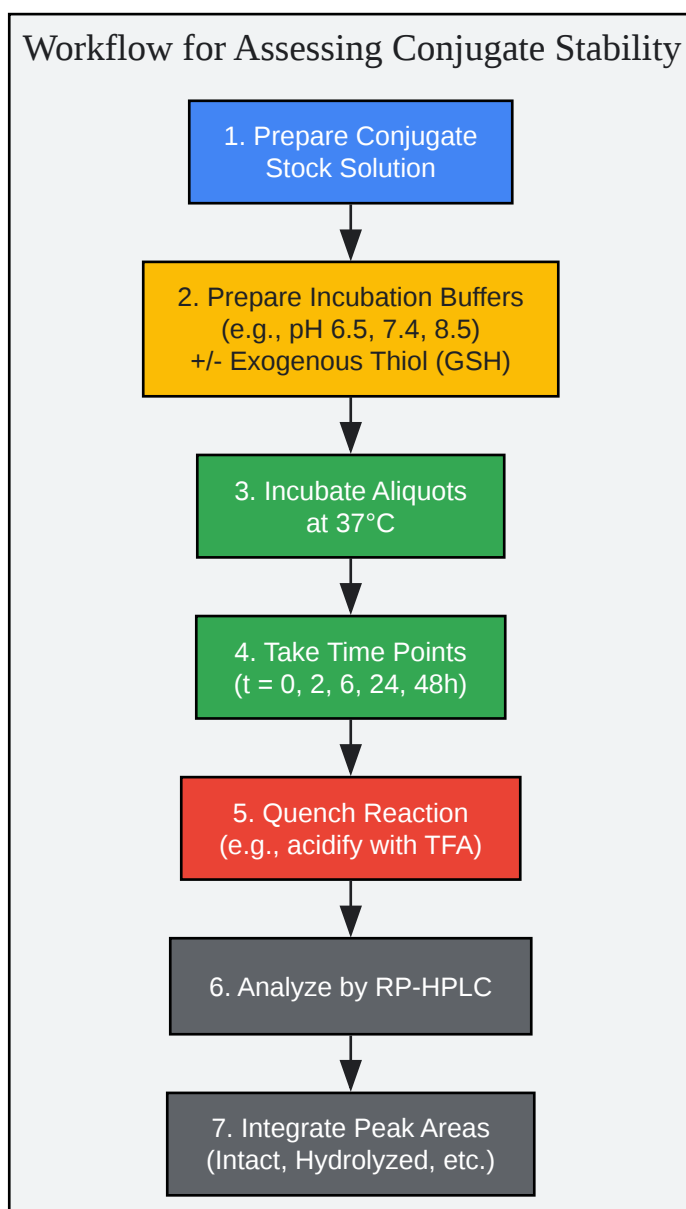 Workflow for Assessing Conjugate Stability
1. Prepare Conjugate
Stock Solution
2. Prepare Incubation Buffers
(e.g., pH 6.5, 7.4, 8.5)
+/- Exogenous Thiol (GSH)
3. Incubate Aliquots
at 37°C
4. Take Time Points
(t = 0, 2, 6, 24, 48h)
5. Quench Reaction
(e.g., acidify with TFA)
6. Analyze by RP-HPLC
7. Integrate Peak Areas
(Intact, Hydrolyzed, etc.)